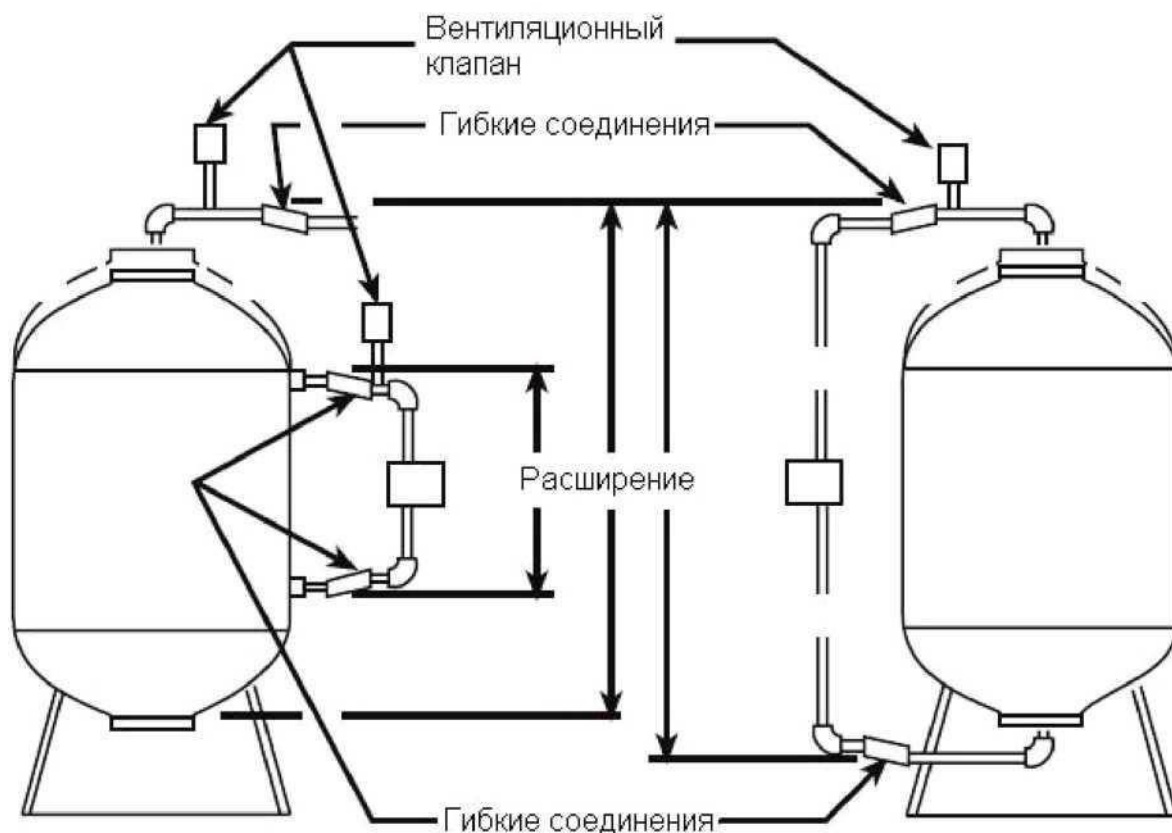 Вентиляционный
клапан
Гибкие соединения
Расширение
Гибкие соединения